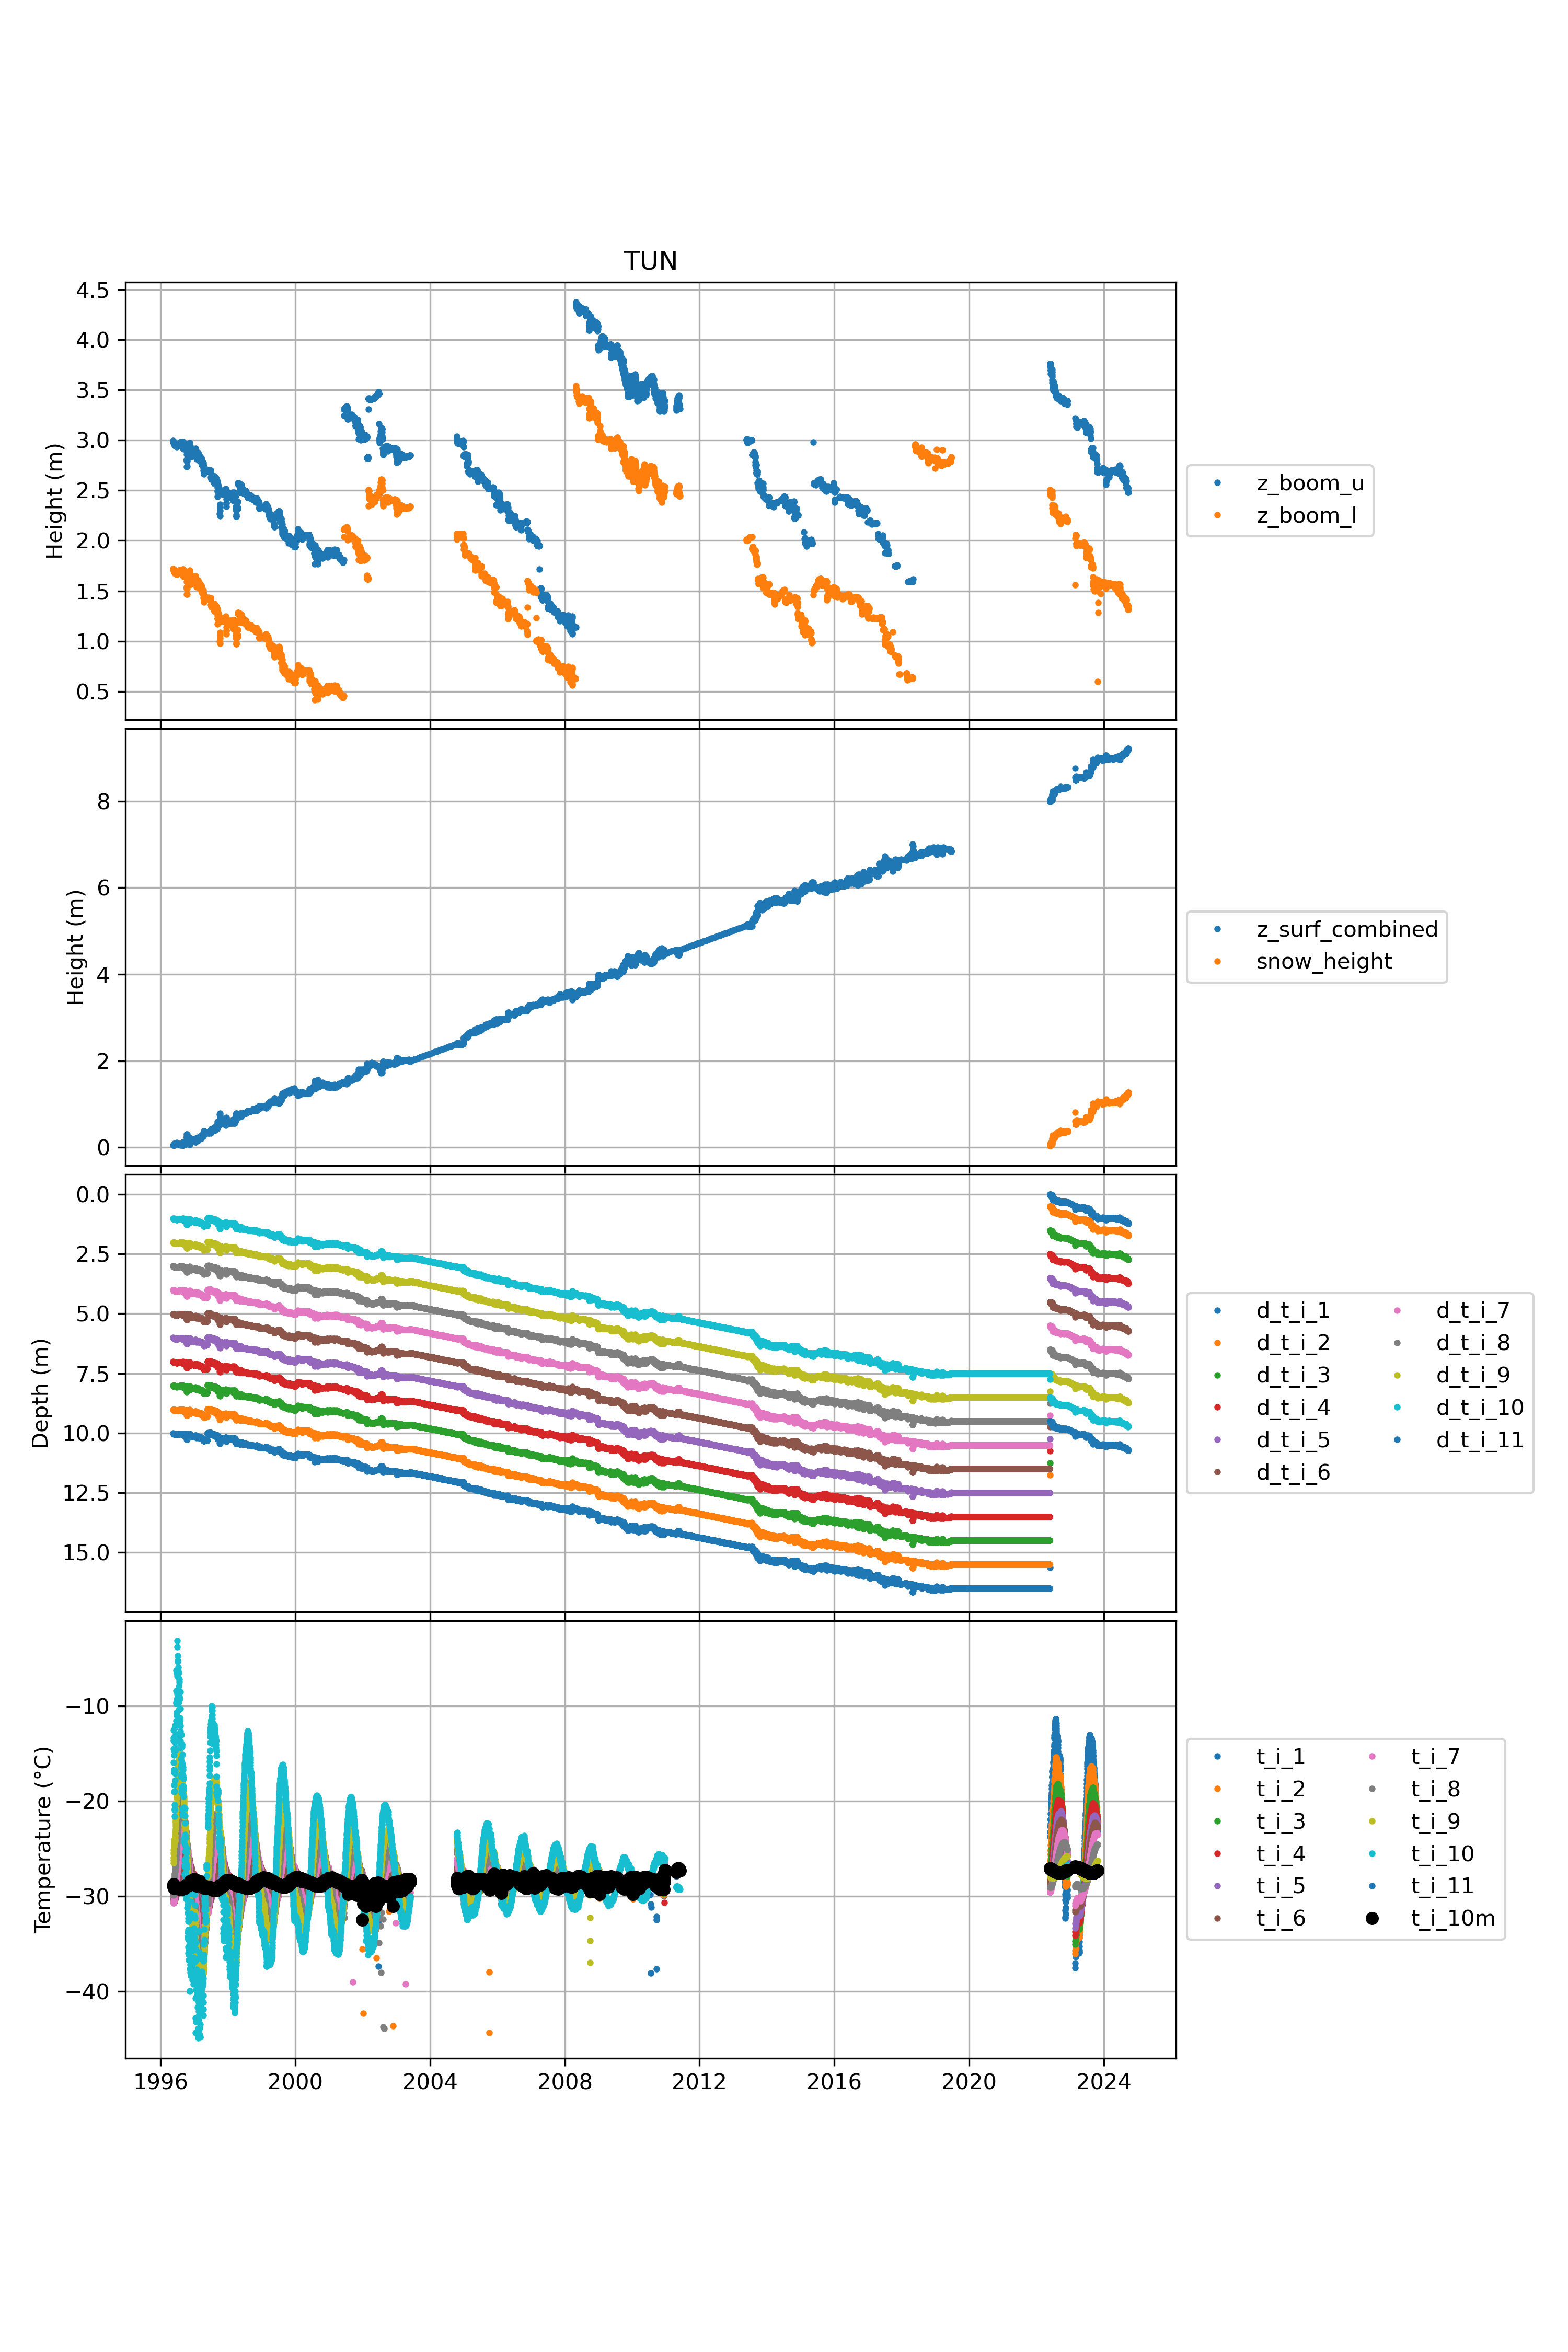 TUN
4.5
4.0
3.5
3.0
2.5
2.0
1.5
1.0
0.5
Height (m)
z_boom_u
z_boom_l
8
6
4
2
0
Height (m)
z_surf_combined
snow_height
0.0
2.5
5.0
7.5
10.0
12.5
15.0
Depth (m)
d_t_i_1
d_t_i_2
d_t_i_3
d_t_i_4
d_t_i_5
d_t_i_6
d_t_i_7
d_t_i_8
d_t_i_9
d_t_i_10
d_t_i_11
−10
−20
−30
−40
Temperature (°C)
t_i_1
t_i_2
t_i_3
t_i_4
t_i_5
t_i_6
t_i_7
t_i_8
t_i_9
t_i_10
t_i_11
t_i_10m
1996 2000 2004 2008 2012 2016 2020 2024